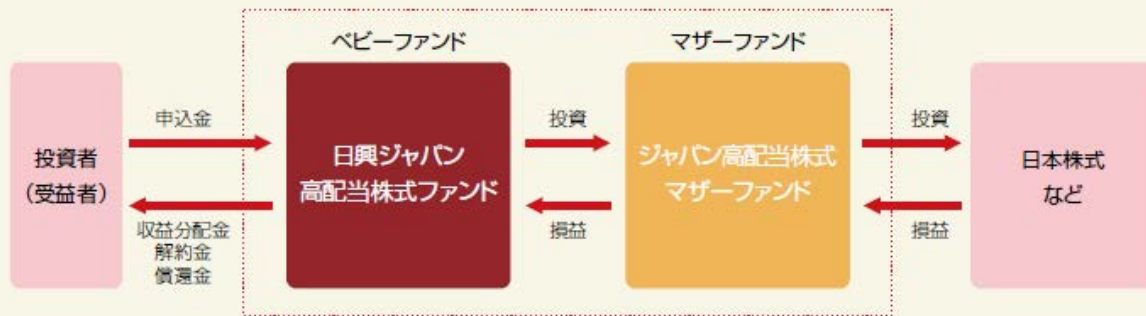 ベビーファンド
マザーファンド
投資者
(受益者)
申込金
収益分配金
解約金
償還金
日興ジャパン
高配当株式ファンド
投資
損益
ジャパン高配当株式
マザーファンド
投資
損益
日本株式
など